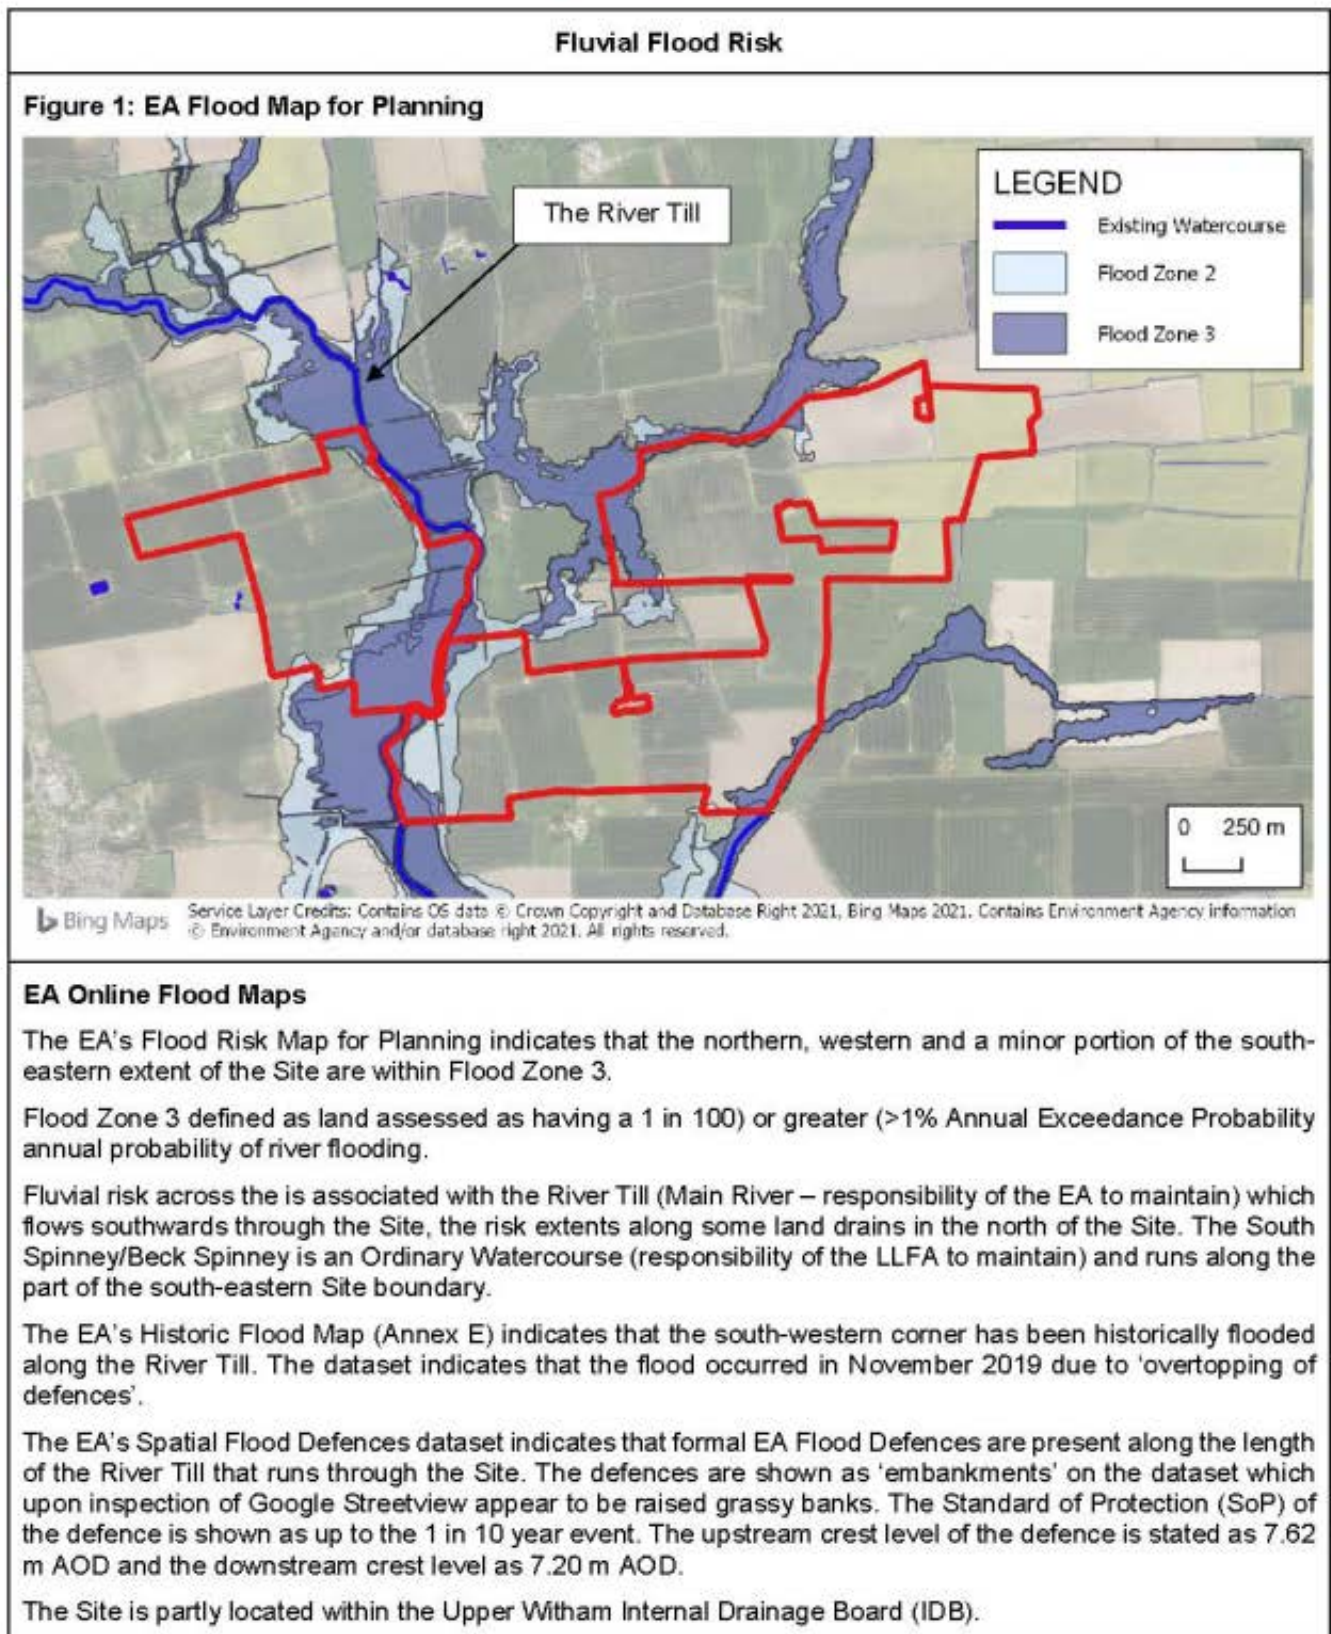 Fluvial Flood Risk
Figure 1: EA Flood Map for Planning
The River Till
LEGEND
Existing Watercourse
Flood Zone 2
Flood Zone 3
0 250 m
Bing Maps
Service Layer Credits: Contains OS data © Crown Copyright and Database Right 2021, Bing Maps 2021. Contains Environment Agency information
© Environment Agency and/or database right 2021. All rights reserved.
EA Online Flood Maps
The EA's Flood Risk Map for Planning indicates that the northern, western and a minor portion of the south-
eastern extent of the Site are within Flood Zone 3.
Flood Zone 3 defined as land assessed as having a 1 in 100) or greater (>1% Annual Exceedance Probability
annual probability of river flooding.
Fluvial risk across the is associated with the River Till (Main River – responsibility of the EA to maintain) which
flows southwards through the Site, the risk extents along some land drains in the north of the Site. The South
Spinney/Beck Spinney is an Ordinary Watercourse (responsibility of the LLFA to maintain) and runs along the
part of the south-eastern Site boundary.
The EA's Historic Flood Map (Annex E) indicates that the south-western corner has been historically flooded
along the River Till. The dataset indicates that the flood occurred in November 2019 due to 'overtopping of
defences'.
The EA's Spatial Flood Defences dataset indicates that formal EA Flood Defences are present along the length
of the River Till that runs through the Site. The defences are shown as 'embankments' on the dataset which
upon inspection of Google Streetview appear to be raised grassy banks. The Standard of Protection (SoP) of
the defence is shown as up to the 1 in 10 year event. The upstream crest level of the defence is stated as 7.62
m AOD and the downstream crest level as 7.20 m AOD.
The Site is partly located within the Upper Witham Internal Drainage Board (IDB).